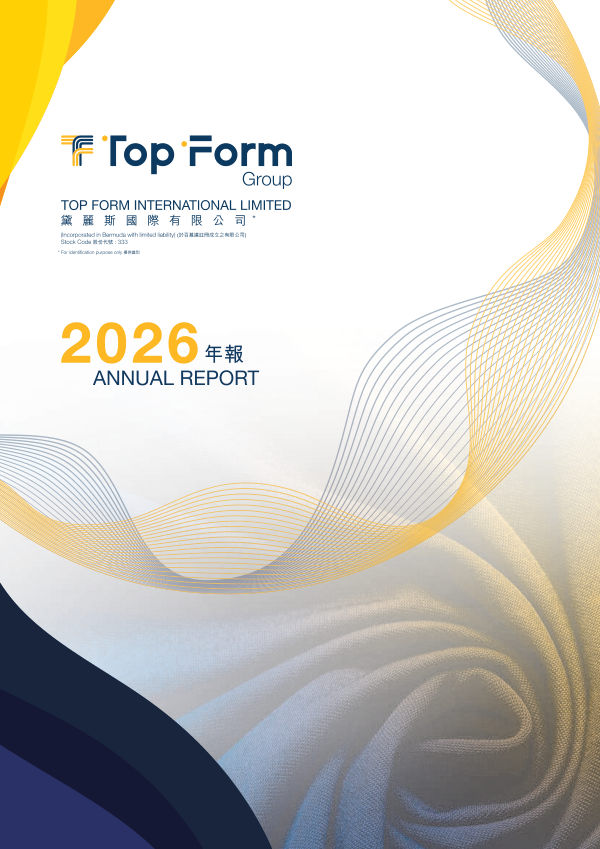 Top Form
Group
TOP FORM INTERNATIONAL LIMITED
黛麗斯國際有限公司*
(Incorporated in Bermuda with limited liability) (於百慕達註冊成立之有限公司)
Stock Code 股份代號 : 333
* For identification purpose only 僅供識別
2026 年報
ANNUAL REPORT